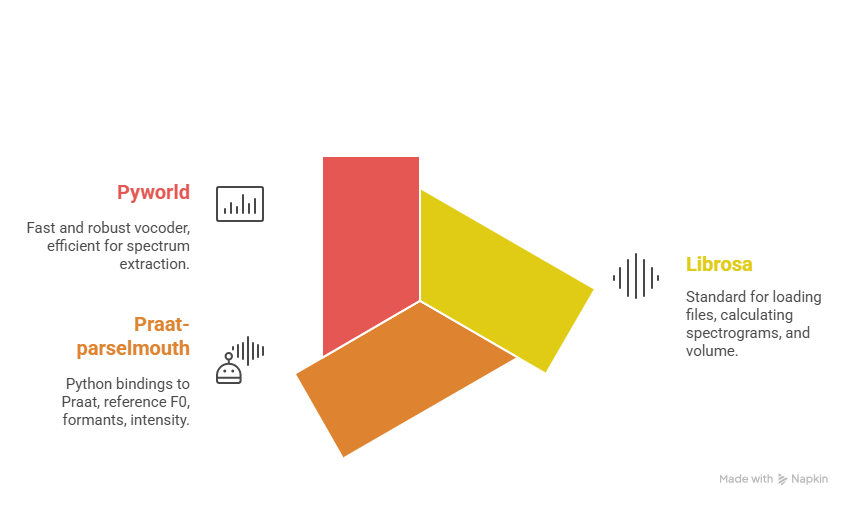 Pyworld
Fast and robust vocoder,
efficient for spectrum
extraction.
Praat-
parselmouth
Python bindings to
Praat, reference F0,
formants, intensity.
Librosa
Standard for loading
files, calculating
spectrograms, and
volume.
Made with Napkin